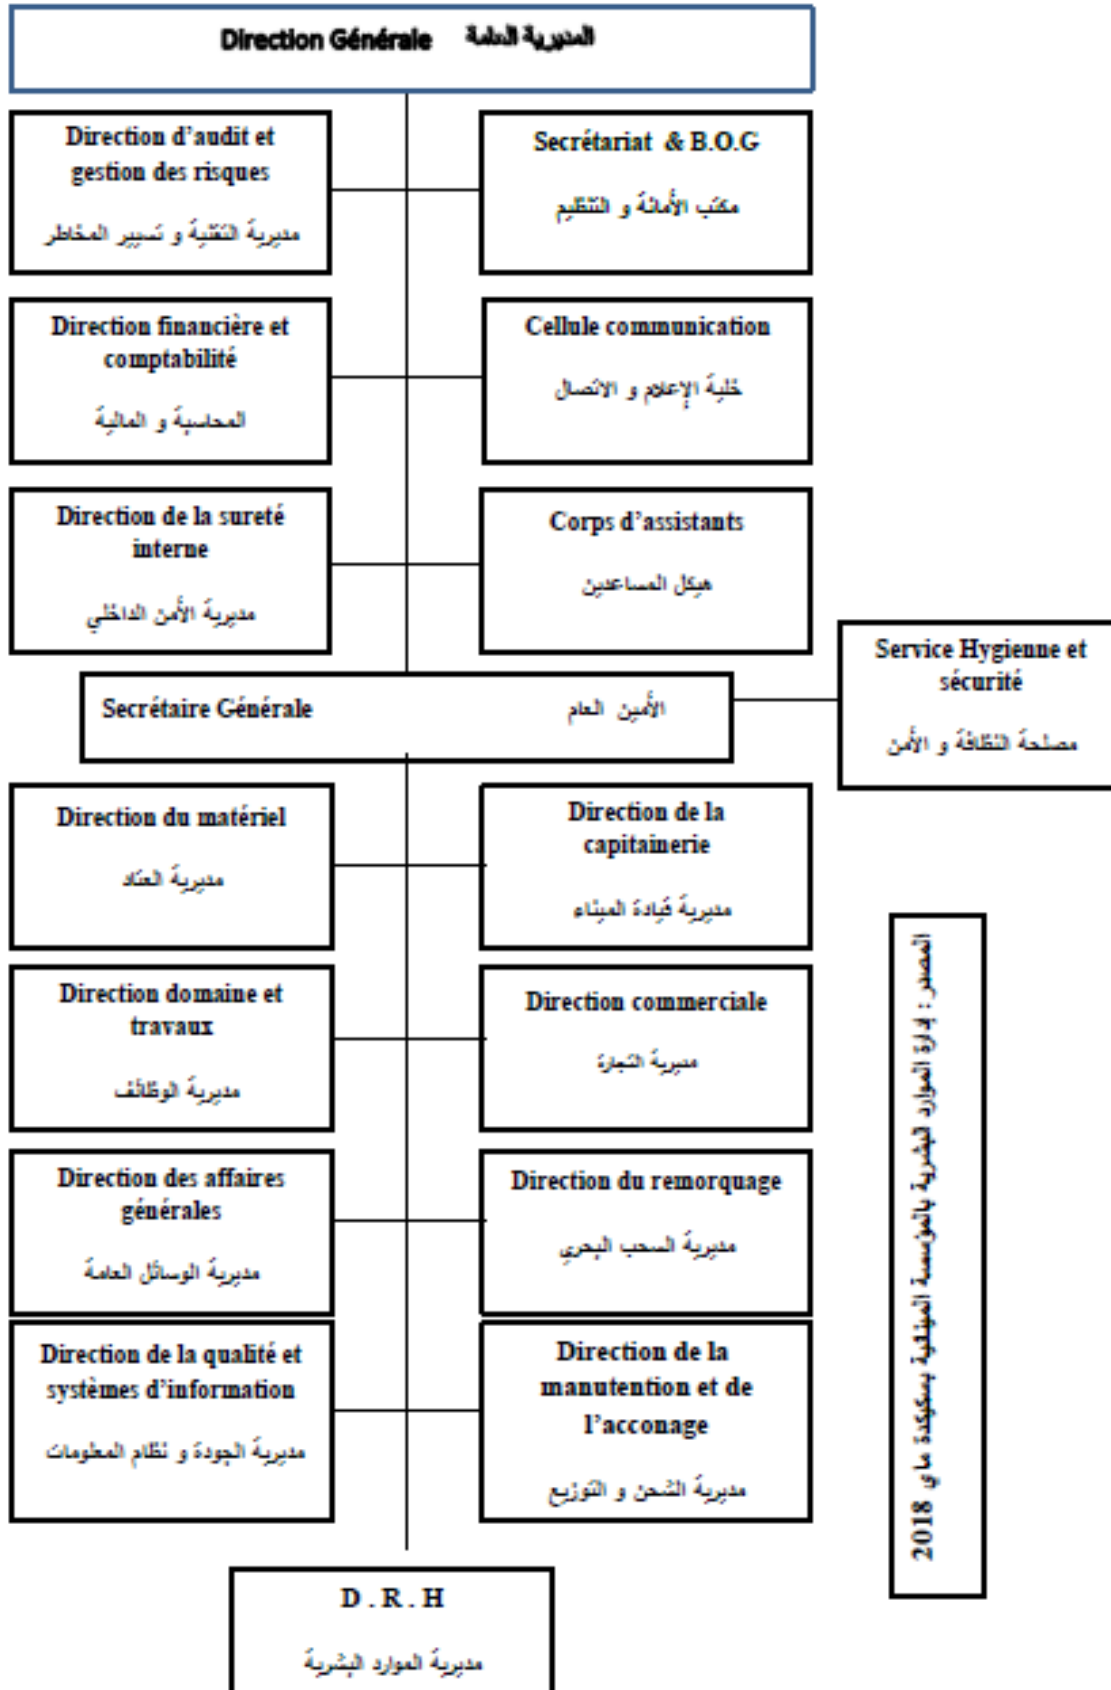 Direction Générale المديرية العامة
Direction d’audit et
gestion des risques
مديرية التقنية و تسيير المخاطر
Secrétariat & B.O.G
مكتب الأمانة و التنظيم
Direction financière et
comptabilité
المحاسبة و المالية
Cellule communication
خلية الإعلام و الاتصال
Direction de la sureté
interne
مديرية الأمن الداخلي
Corps d’assistants
هيكل المساعدين
Service Hygienne et
sécurité
مصلحة النظافة و الأمن
Secrétaire Générale الأمين العام
Direction du matériel
مديرية العتاد
Direction de la
capitainerie
مديرية قيادة الميناء
Direction domaine et
travaux
مديرية الوظائف
Direction commerciale
مديرية التجارة
Direction des affaires
générales
مديرية الوسائل العامة
Direction du remorquage
مديرية السحب البحري
Direction de la qualité et
systèmes d’information
مديرية الجودة و نظام المعلومات
Direction de la
manutention et de
l’acconage
مديرية الشحن و التوزيع
D . R . H
مديرية الموارد البشرية
المصدر : إدارة الموارد البشرية بالمؤسسة المينائية بسكيكدة ماي 2018